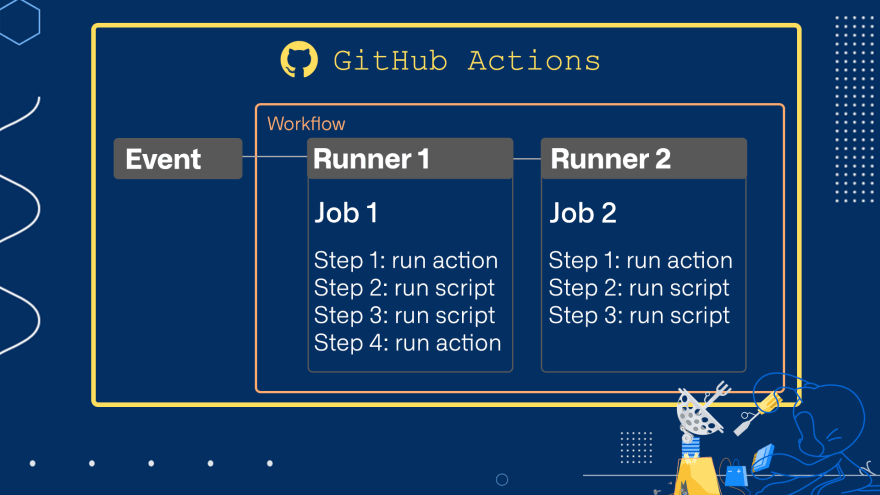 GitHub Actions
Workflow
Event
Runner 1
Job 1
Step 1: run action
Step 2: run script
Step 3: run script
Step 4: run action
Runner 2
Job 2
Step 1: run action
Step 2: run script
Step 3: run script